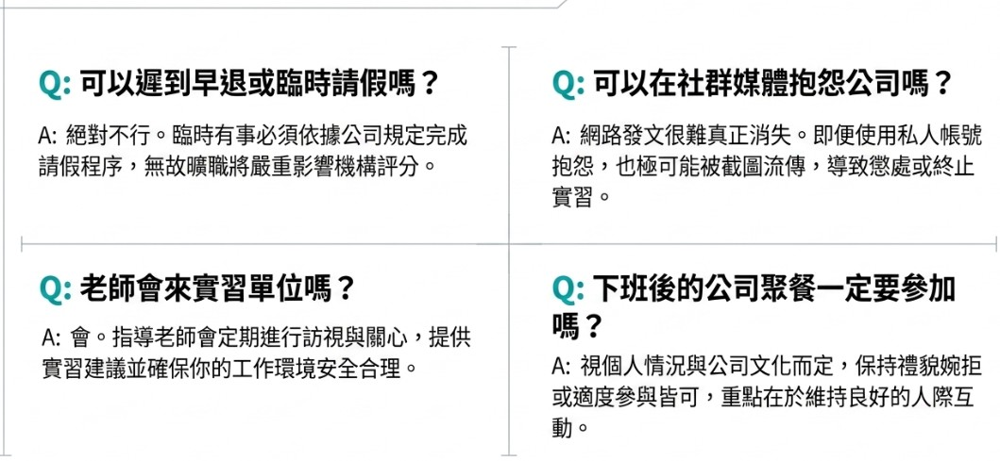 Q: 可以遲到早退或臨時請假嗎？
A: 絕對不行。臨時有事必須依據公司規定完成
請假程序，無故曠職將嚴重影響機構評分。
Q: 可以在社群媒體抱怨公司嗎？
A: 網路發文很難真正消失。即便使用私人帳號
抱怨，也極可能被截圖流傳，導致懲處或終止
實習。
Q: 老師會來實習單位嗎？
A: 會。指導老師會定期進行訪視與關心，提供
實習建議並確保你的工作環境安全合理。
Q: 下班後的公司聚餐一定要參加
嗎？
A: 視個人情況與公司文化而定，保持禮貌婉拒
或適度參與皆可，重點在於維持良好的人際互
動。